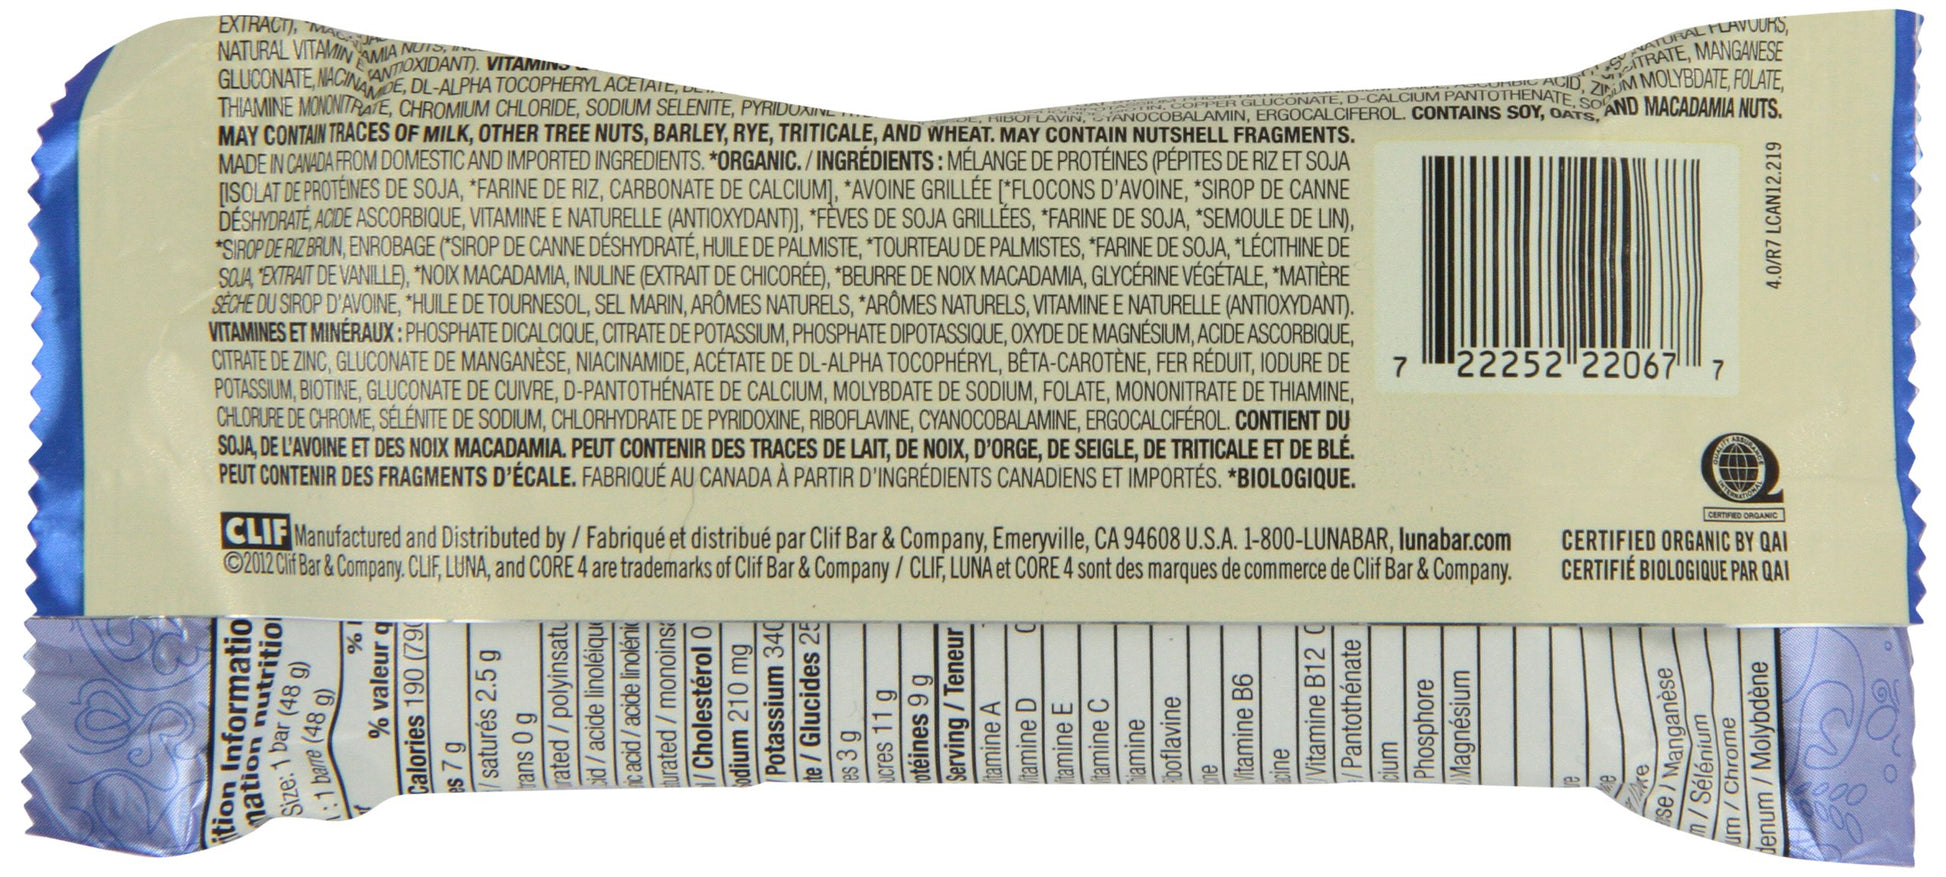 EXTRACT),
NATURAL VITAMIN E NATURAL FLAVOURS,
GLUCONATE, NIACINAMIDE, DL-ALPHA TOCOPHERYL ACETATE, ASCORBIC ACID, ZINC CITRATE, MANGANESE
THIAMINE MONONITRATE, CHROMIUM CHLORIDE, SODIUM SELENITE, PYRIDOXINE COPPER GLUCONATE, D-CALCIUM PANTOTHENATE, SODIUM MOLYBDATE, FOLATE,
RIBOFLAVIN, CYANOCOBALAMIN, ERGOCALCIFEROL. CONTAINS SOY, OATS, AND MACADAMIA NUTS.
MAY CONTAIN TRACES OF MILK, OTHER TREE NUTS, BARLEY, RYE, TRITICALE, AND WHEAT. MAY CONTAIN NUTSHELL FRAGMENTS.
MADE IN CANADA FROM DOMESTIC AND IMPORTED INGREDIENTS. *ORGANIC. / INGRÉDIENTS : MÉLANGE DE PROTÉINES (PÉPITES DE RIZ ET SOJA
[ISOLAT DE PROTÉINES DE SOJA, *FARINE DE RIZ, CARBONATE DE CALCIUM], *AVOINE GRILLÉE [*FLOCONS D'AVOINE, *SIROP DE CANNE
DÉSHYDRATÉ, ACIDE ASCORBIQUE, VITAMINE E NATURELLE (ANTIOXYDANT)], *FÈVES DE SOJA GRILLÉES, *FARINE DE SOJA, *SEMOULE DE LIN),
*SIROP DE RIZ BRUN, ENROBAGE (*SIROP DE CANNE DÉSHYDRATÉ, HUILE DE PALMISTE, *TOURTEAU DE PALMISTES, *FARINE DE SOJA, *LÉCITHINE DE
SOJA, *EXTRAIT DE VANILLE), *NOIX MACADAMIA, INULINE (EXTRAIT DE CHICORÉE), *BEURRE DE NOIX MACADAMIA, GLYCÉRINE VÉGÉTALE, *MATIÈRE
SÈCHE DU SIROP D'AVOINE, *HUILE DE TOURNESOL, SEL MARIN, ARÔMES NATURELS, *ARÔMES NATURELS, VITAMINE E NATURELLE (ANTIOXYDANT).
VITAMINES ET MINÉRAUX : PHOSPHATE DICALCIQUE, CITRATE DE POTASSIUM, PHOSPHATE DIPOTASSIQUE, OXYDE DE MAGNÉSIUM, ACIDE ASCORBIQUE,
CITRATE DE ZINC, GLUCONATE DE MANGANÈSE, NIACINAMIDE, ACÉTATE DE DL-ALPHA TOCOPHÉRYL, BÊTA-CAROTÈNE, FER RÉDUIT, IODURE DE
POTASSIUM, BIOTINE, GLUCONATE DE CUIVRE, D-PANTOTHÉNATE DE CALCIUM, MOLYBDATE DE SODIUM, FOLATE, MONONITRATE DE THIAMINE,
CHLORURE DE CHROME, SÉLÉNITE DE SODIUM, CHLORHYDRATE DE PYRIDOXINE, RIBOFLAVINE, CYANOCOBALAMINE, ERGOCALCIFÉROL. CONTIENT DU
SOJA, DE L'AVOINE ET DES NOIX MACADAMIA. PEUT CONTENIR DES TRACES DE LAIT, DE NOIX, D'ORGE, DE SEIGLE, DE TRITICALE ET DE BLÉ.
PEUT CONTENIR DES FRAGMENTS D'ÉCALE. FABRIQUÉ AU CANADA À PARTIR D'INGRÉDIENTS CANADIENS ET IMPORTÉS. *BIOLOGIQUE.
CLIF Manufactured and Distributed by / Fabriqué et distribué par Clif Bar & Company, Emeryville, CA 94608 U.S.A. 1-800-LUNABAR, lunabar.com
©2012 Clif Bar & Company. CLIF, LUNA, and CORE 4 are trademarks of Clif Bar & Company / CLIF, LUNA et CORE 4 sont des marques de commerce de Clif Bar & Company.
7 22252 22067 7
4.0/R7 LCAN12.219
QUALITY ASSURANCE
INTERNATIONAL
CERTIFIED ORGANIC
CERTIFIED ORGANIC BY QAI
CERTIFIÉ BIOLOGIQUE PAR QAI
Size: 1 bar (48 g)
: 1 barre (48 g)
% valeur
Calories 190
7 g
/ saturés 2.5 g
trans 0 g
/ acide linoléique
/ acide
/ Cholestérol 0
210 mg
Potassium 340
/ Glucides 25
3 g
11 g
9 g
Serving / Teneur
Vitamine B6
/ Vitamine B12
/ Pantothénate
Phosphore
Magnésium
/ Manganèse
/ Sélénium
/ Chrome
/ Molybdène